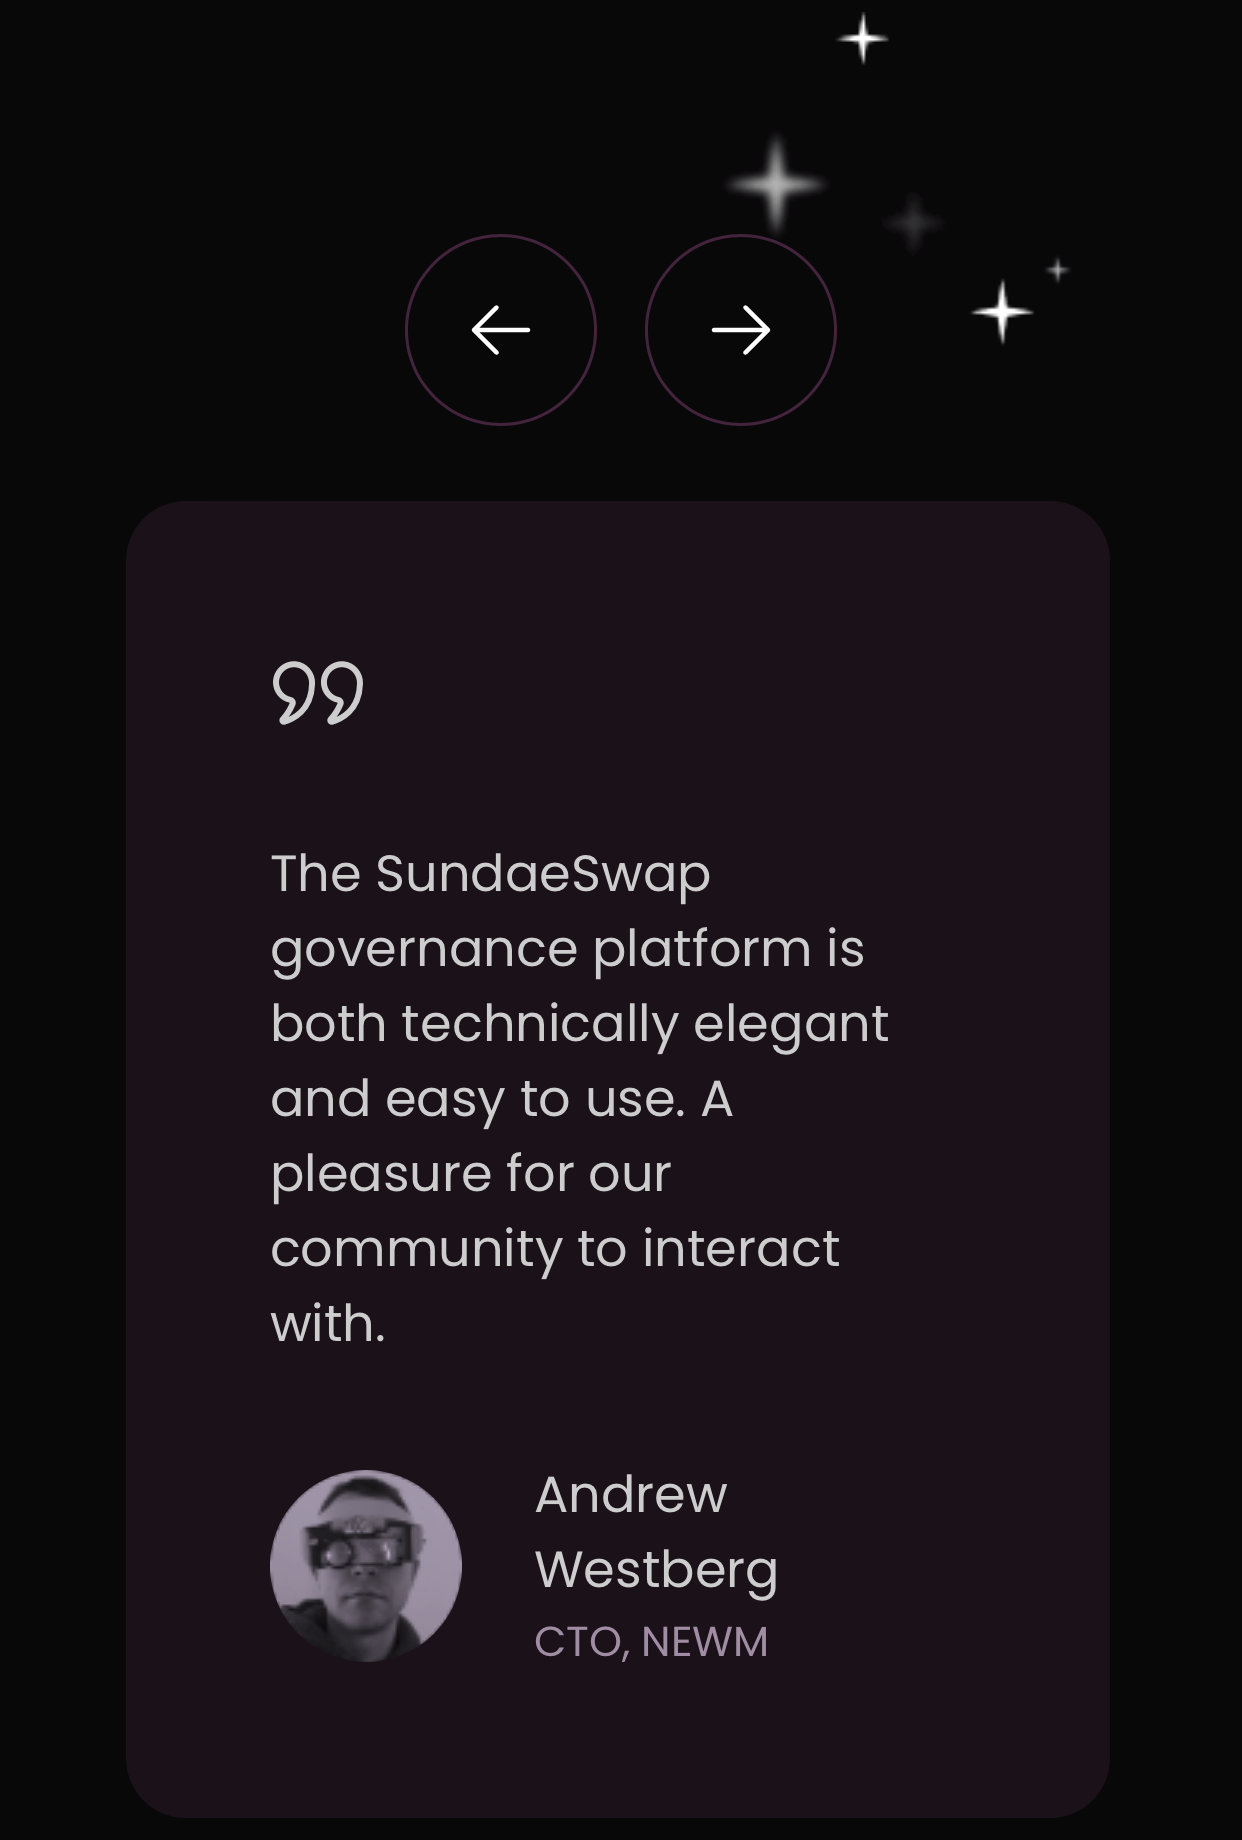 The SundaeSwap
governance platform is
both technically elegant
and easy to use. A
pleasure for our
community to interact
with.
Andrew
Westberg
CTO, NEWM